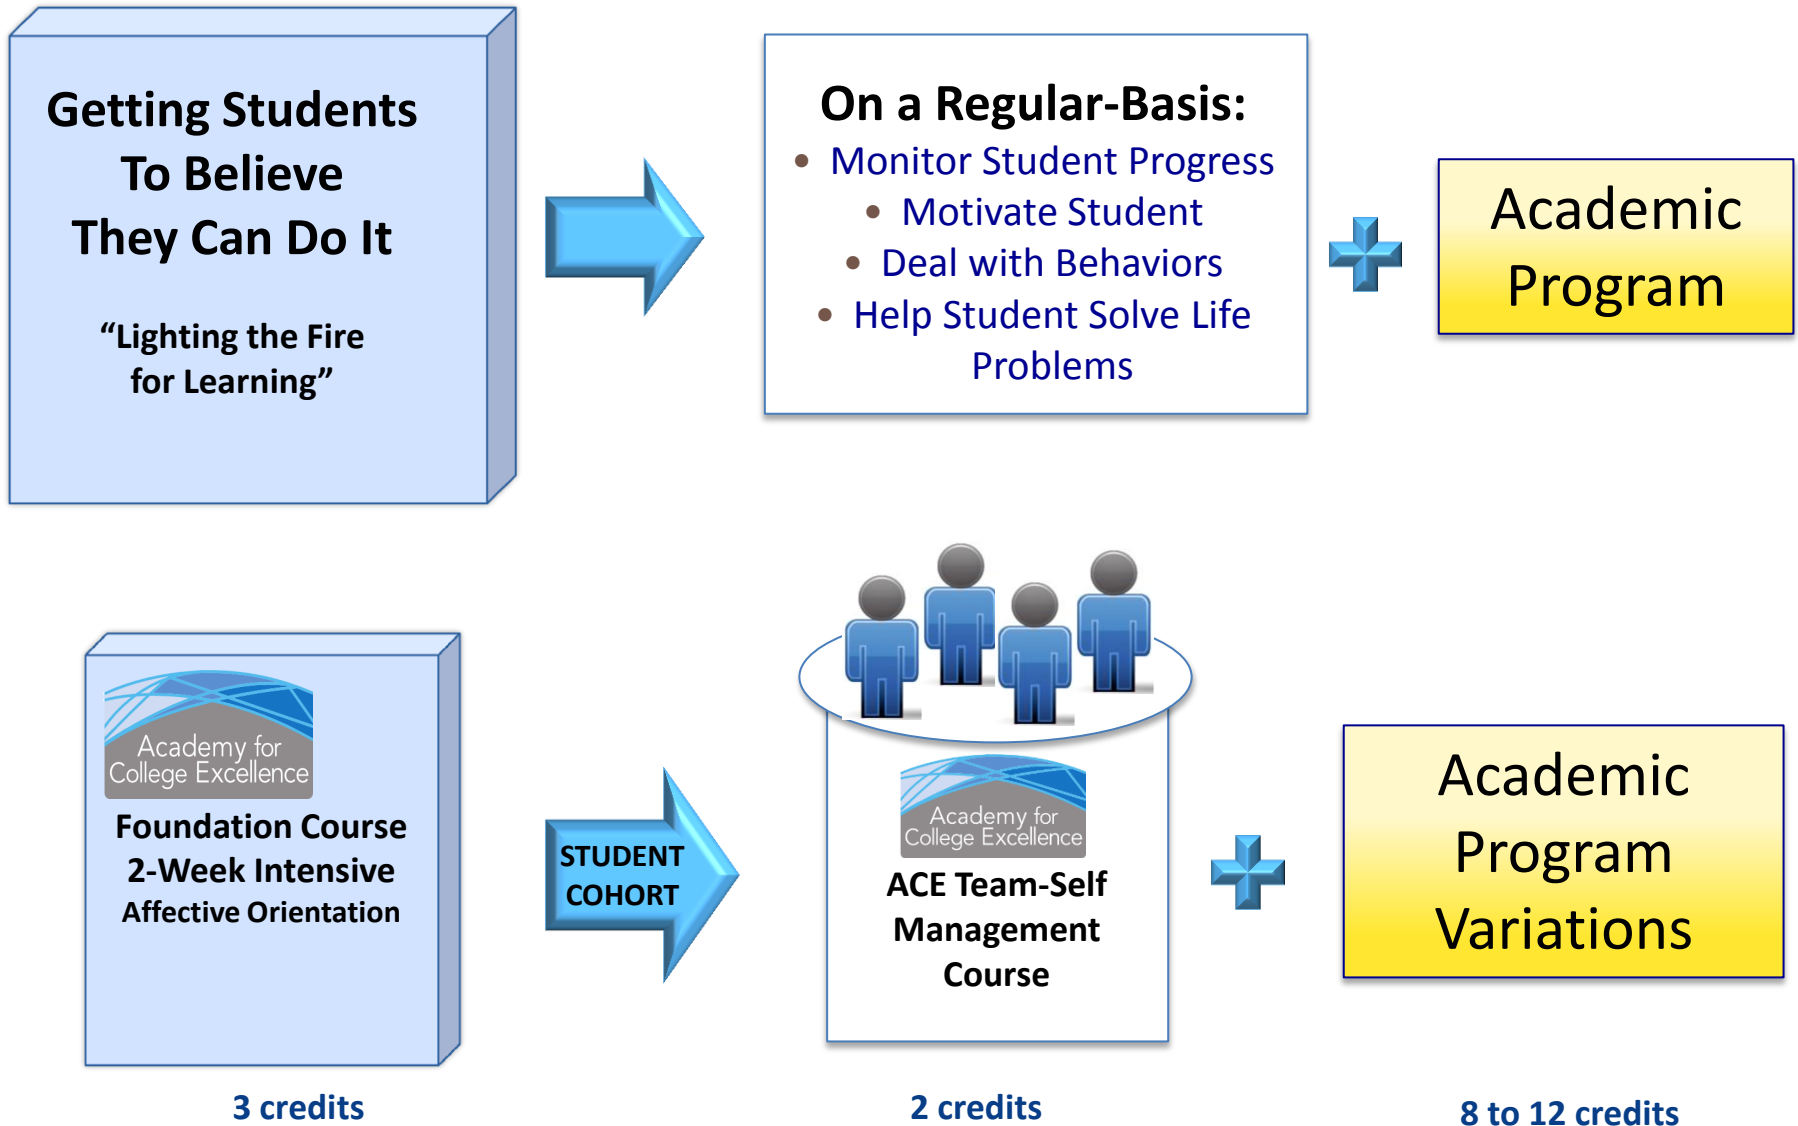 Getting Students
To Believe
They Can Do It
“Lighting the Fire
for Learning”
On a Regular-Basis:
• Monitor Student Progress
• Motivate Student
• Deal with Behaviors
• Help Student Solve Life
Problems
Academic
Program
Academy for
College Excellence
Foundation Course
2-Week Intensive
Affective Orientation
3 credits
STUDENT
COHORT
Academy for
College Excellence
ACE Team-Self
Management
Course
2 credits
Academic
Program
Variations
8 to 12 credits